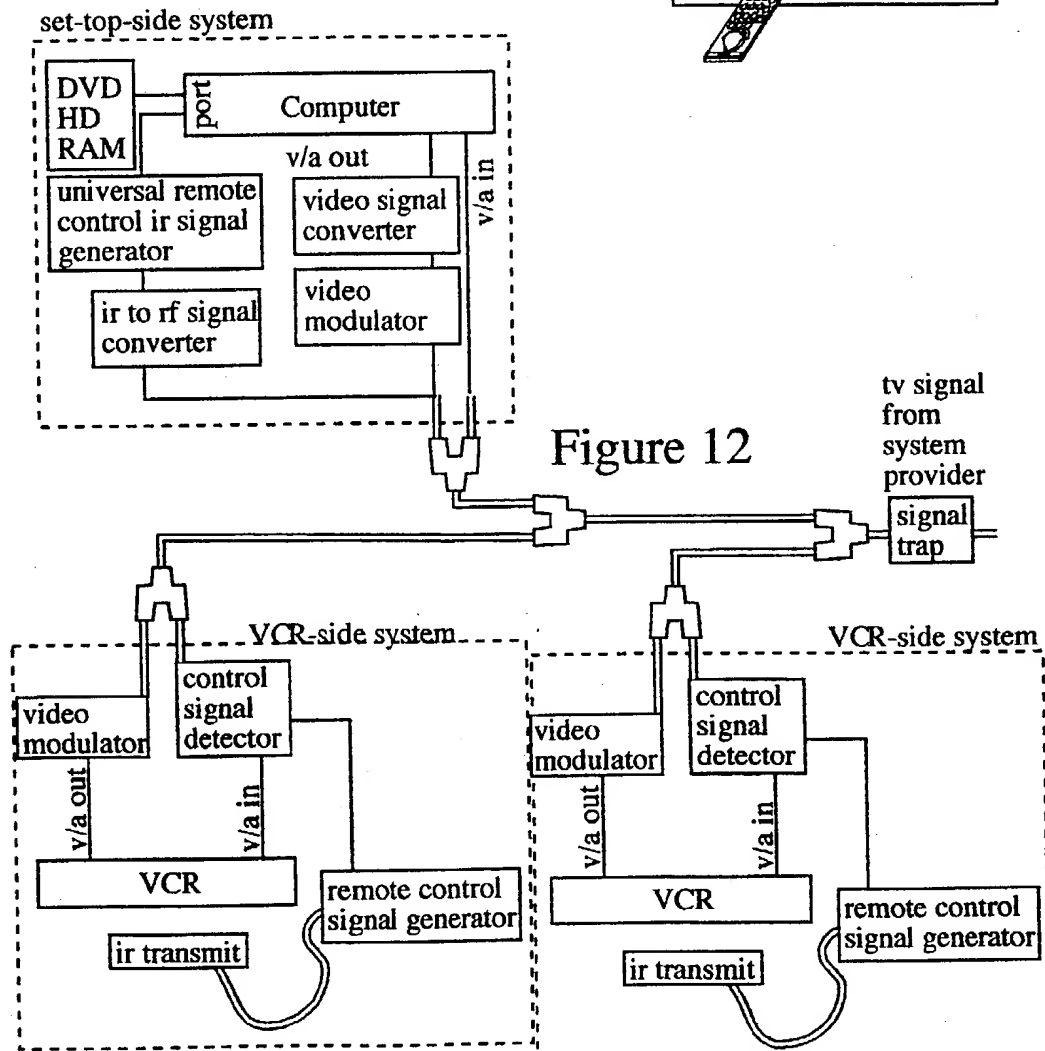 set-top-side system
DVD
HD
RAM
port
Computer
v/a out
v/a in
universal remote
control ir signal
generator
video signal
converter
ir to rf signal
converter
video
modulator
Figure 12
tv signal
from
system
provider
signal
trap
VCR-side system
video
modulator
control
signal
detector
v/a out
v/a in
VCR
remote control
signal generator
ir transmit
VCR-side system
video
modulator
control
signal
detector
v/a out
v/a in
VCR
remote control
signal generator
ir transmit